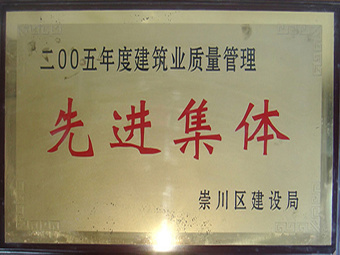 二00五年度建筑业质量管理
先进集体
崇川区建设局